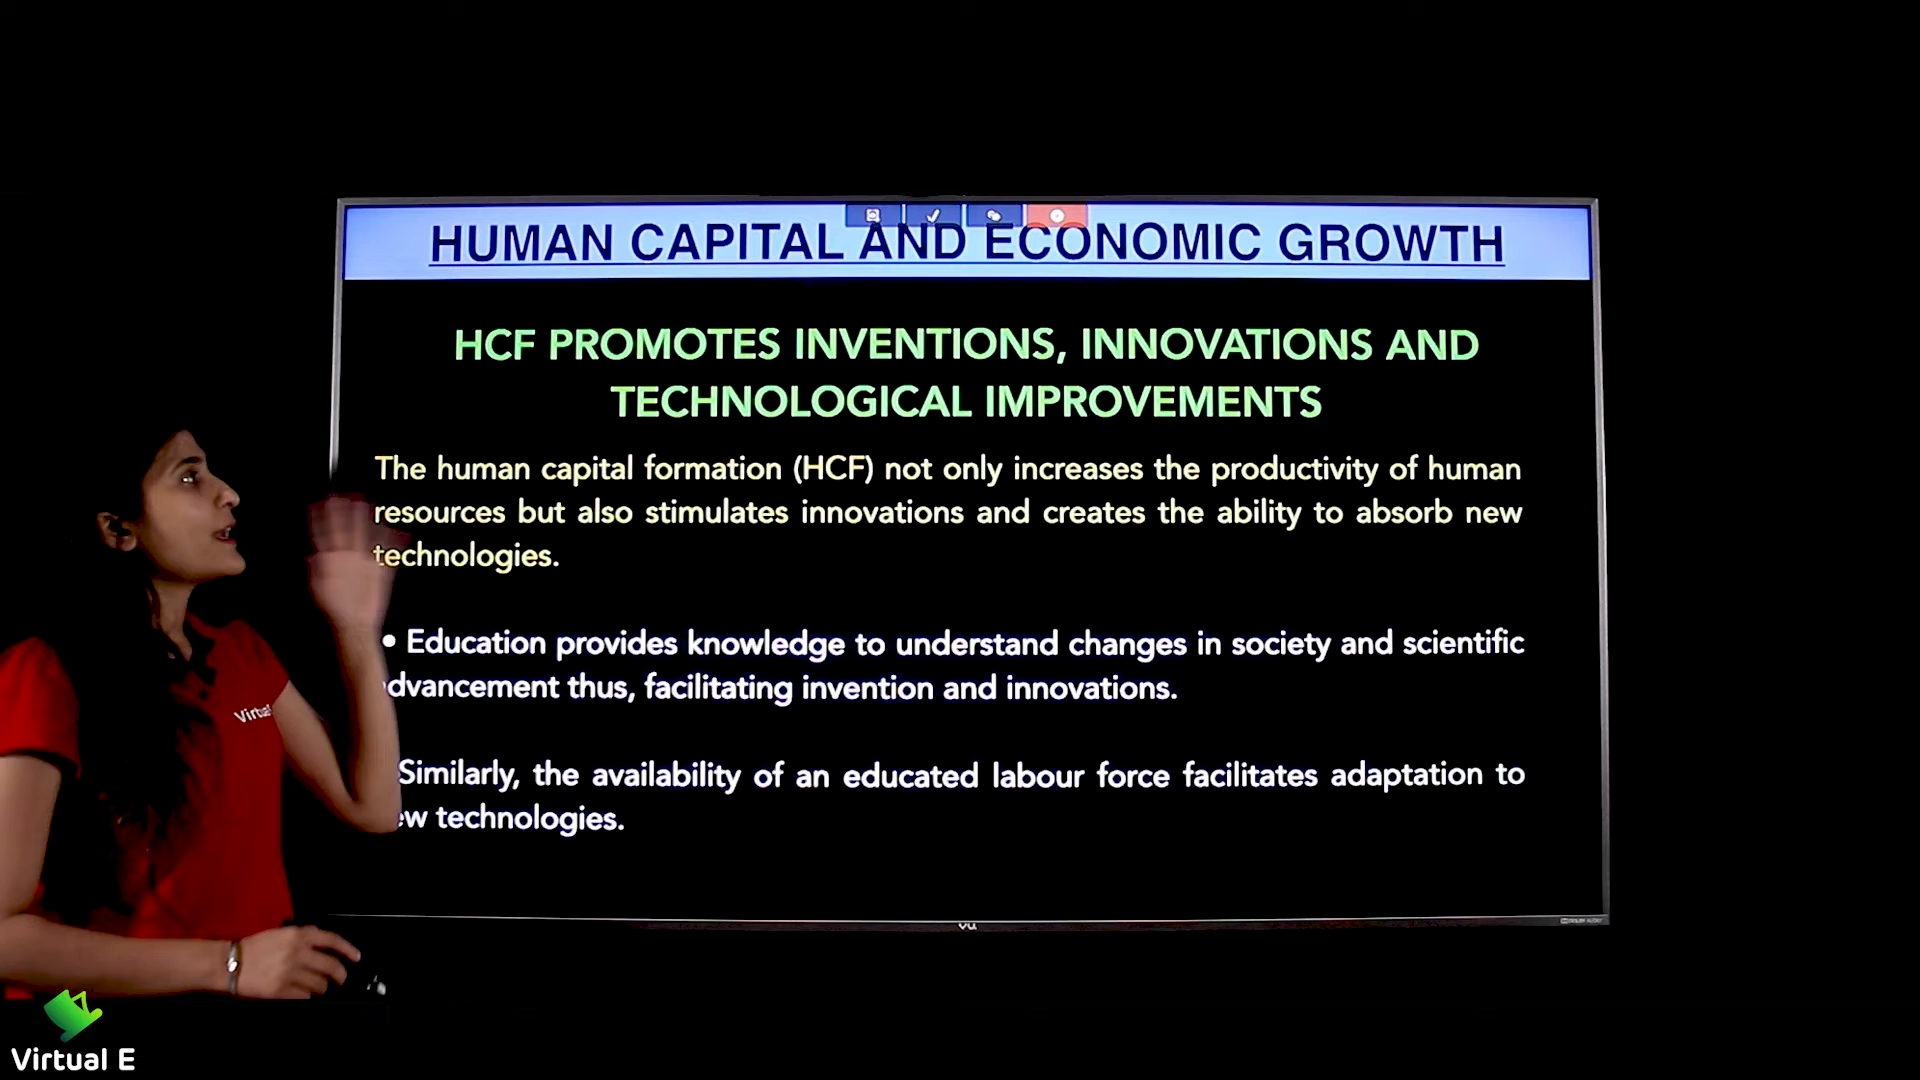 HUMAN CAPITAL AND ECONOMIC GROWTH
HCF PROMOTES INVENTIONS, INNOVATIONS AND
TECHNOLOGICAL IMPROVEMENTS
The human capital formation (HCF) not only increases the productivity of human
resources but also stimulates innovations and creates the ability to absorb new
technologies.
• Education provides knowledge to understand changes in society and scientific
dvancement thus, facilitating invention and innovations.
Similarly, the availability of an educated labour force facilitates adaptation to
ew technologies.
Virtual
vu
Virtual E